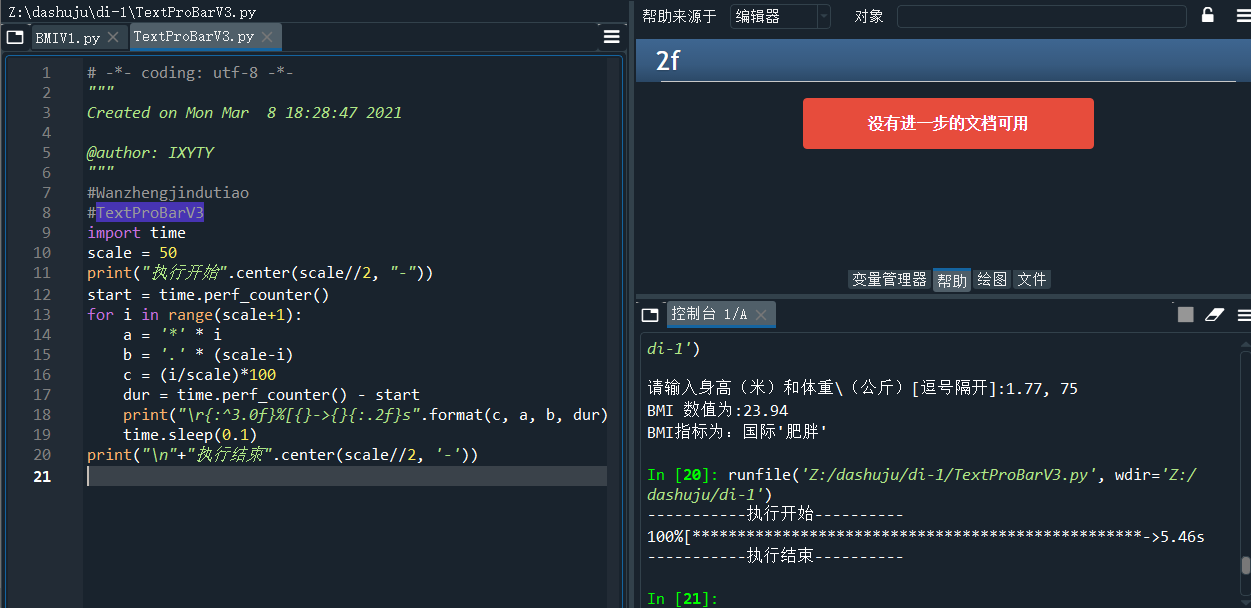 Z:\dashuju\di-1\TextProBarV3.py
BMIV1.py
TextProBarV3.py
1 # -*- coding: utf-8 -*-
2 """
3 Created on Mon Mar  8 18:28:47 2021
4
5 @author: IXYTY
6 """
7 #Wanzhengjindutiao
8 #TextProBarV3
9 import time
10 scale = 50
11 print("执行开始".center(scale//2, "-"))
12 start = time.perf_counter()
13 for i in range(scale+1):
14     a = '*' * i
15     b = '.' * (scale-i)
16     c = (i/scale)*100
17     dur = time.perf_counter() - start
18     print("\r{:^3.0f}%[{}->{}{:.2f}s".format(c, a, b, dur)
19     time.sleep(0.1)
20 print("\n"+"执行结束".center(scale//2, '-'))
21
帮助来源于 编辑器 对象
2f
没有进一步的文档可用
变量管理器 帮助 绘图 文件
控制台 1/A
di-1')
请输入身高（米）和体重\（公斤）[逗号隔开]:1.77, 75
BMI 数值为:23.94
BMI指标为：国际'肥胖'
In [20]: runfile('Z:/dashuju/di-1/TextProBarV3.py', wdir='Z:/
dashuju/di-1')
-----------执行开始----------
100%[**************************************************->5.46s
-----------执行结束----------
In [21]: